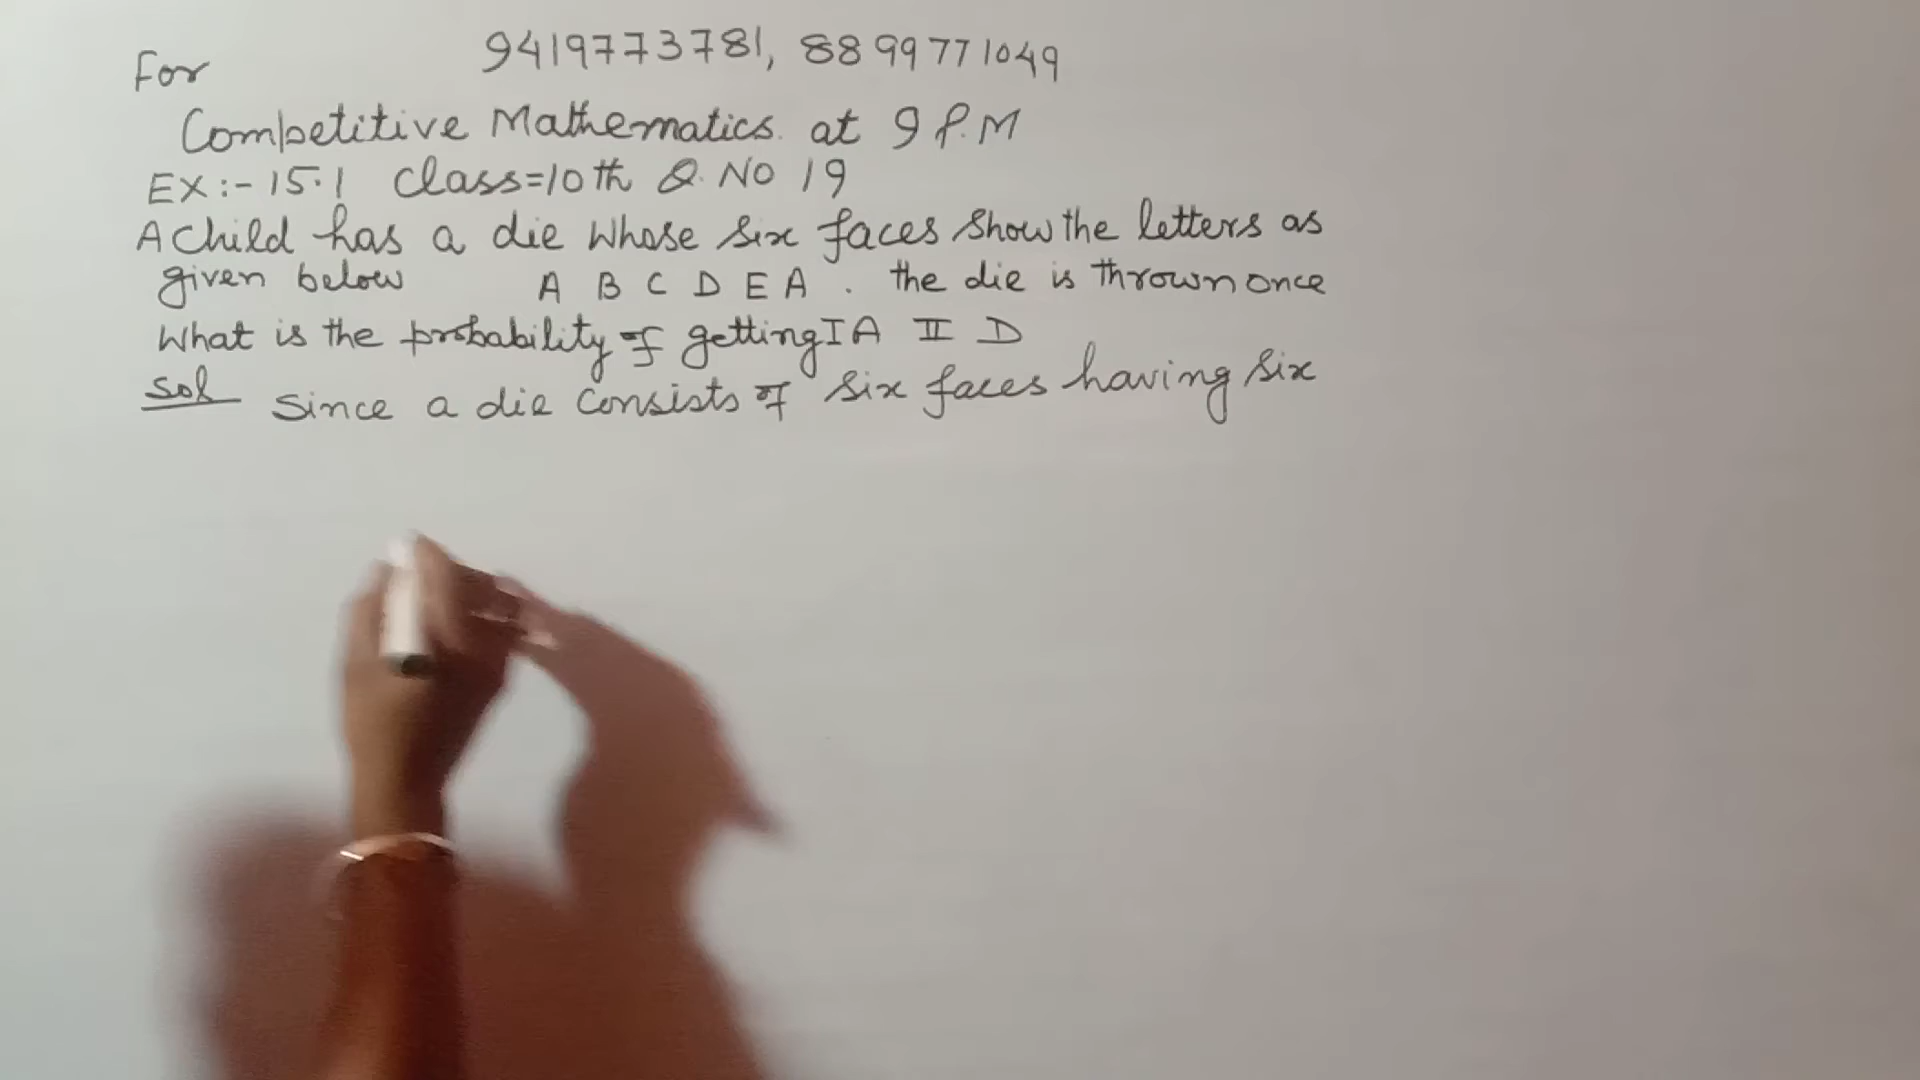 9419773781, 8899771049
For
Competitive Mathematics. at 9 P.M
EX:- 15.1 Class=10th Q. NO 19
A Child has a die whose six faces show the letters as
given below A B C D E A . the die is thrown once
What is the probability of getting I A II D
Sol Since a die consists of six faces having six